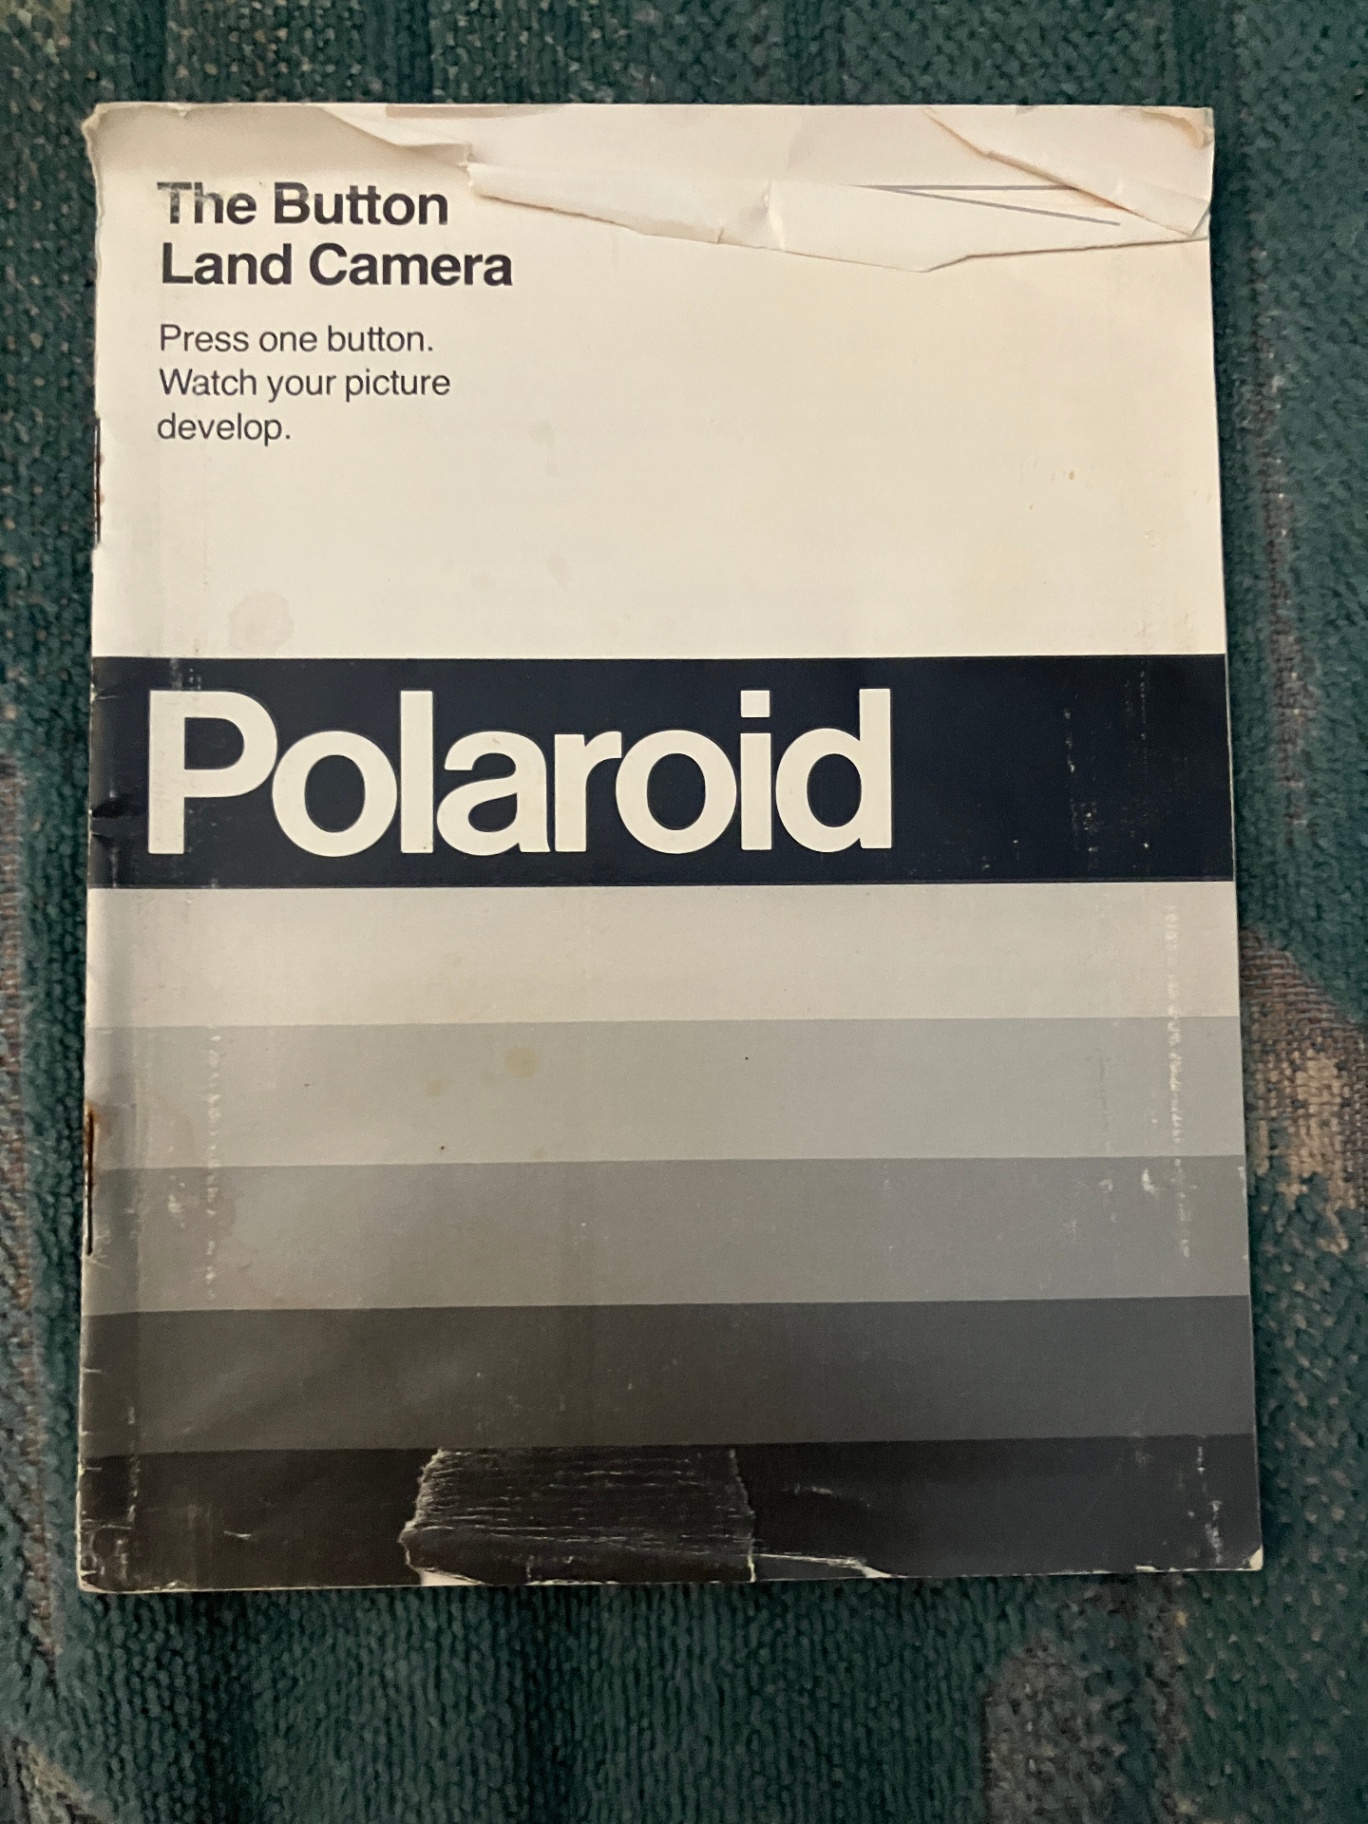 The Button
Land Camera
Press one button.
Watch your picture
develop.
Polaroid